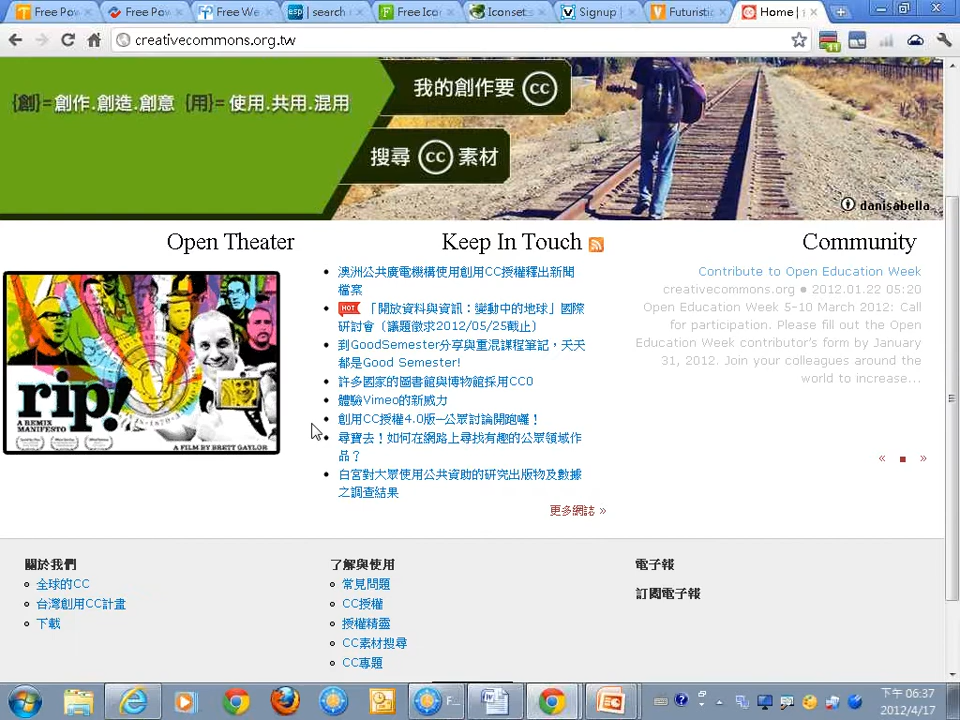 Free Pow
Free Pow
Free We
esp | search
Free Ico
Iconset
Signup |
Futuristic
Home |
creativecommons.org.tw
11
{創}=創作.創造.創意 {用}=使用.共用.混用
我的創作要 CC
搜尋 CC 素材
danisabella
Open Theater
Keep In Touch
Community
rip!
A REMIX
MANIFESTO
A FILM BY BRETT GAYLOR
澳洲公共廣電機構使用創用CC授權釋出新聞
檔案
HOT 「開放資料與資訊：變動中的地球」國際
研討會〔議題徵求2012/05/25截止〕
到GoodSemester分享與重混課程筆記，天天
都是Good Semester!
許多國家的圖書館與博物館採用CC0
體驗Vimeo的新威力
創用CC授權4.0版—公眾討論開跑囉！
尋寶去！如何在網路上尋找有趣的公眾領域作
品？
白宮對大眾使用公共資助的研究出版物及數據
之調查結果
更多網誌 »
Contribute to Open Education Week
creativecommons.org ● 2012.01.22 05:20
Open Education Week 5-10 March 2012: Call
for participation. Please fill out the Open
Education Week contributor's form by January
31, 2012. Join your colleagues around the
world to increase...
« ■ »
關於我們
全球的CC
台灣創用CC計畫
下載
了解與使用
常見問題
CC授權
授權精靈
CC素材搜尋
CC專題
電子報
訂閱電子報
F...
下午 06:37
2012/4/17